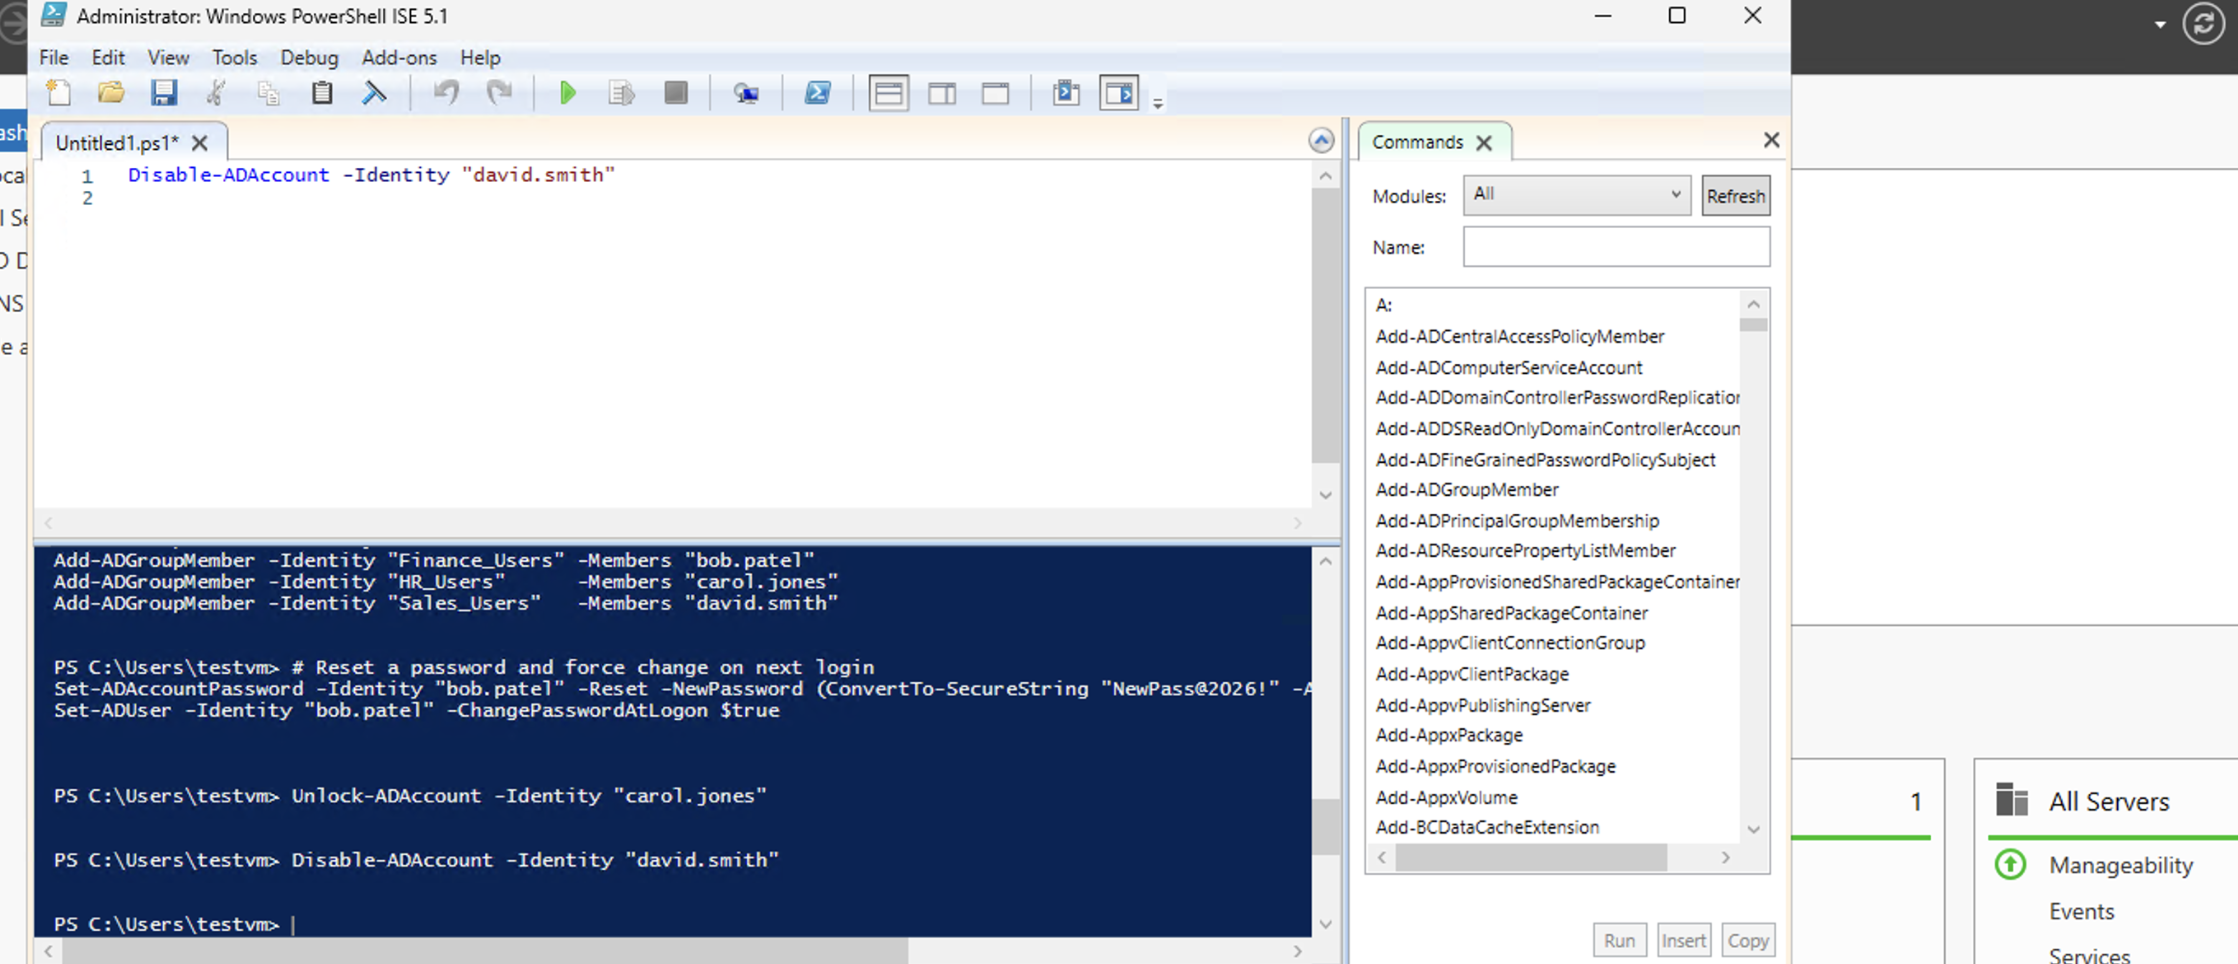 Administrator: Windows PowerShell ISE 5.1
File Edit View Tools Debug Add-ons Help
Untitled1.ps1*
1 Disable-ADAccount -Identity "david.smith"
2
Add-ADGroupMember -Identity "Finance_Users" -Members "bob.patel"
Add-ADGroupMember -Identity "HR_Users"      -Members "carol.jones"
Add-ADGroupMember -Identity "Sales_Users"   -Members "david.smith"
PS C:\Users\testvm> # Reset a password and force change on next login
Set-ADAccountPassword -Identity "bob.patel" -Reset -NewPassword (ConvertTo-SecureString "NewPass@2026!" -A
Set-ADUser -Identity "bob.patel" -ChangePasswordAtLogon $true
PS C:\Users\testvm> Unlock-ADAccount -Identity "carol.jones"
PS C:\Users\testvm> Disable-ADAccount -Identity "david.smith"
PS C:\Users\testvm>
Commands
Modules: All Refresh
Name:
A:
Add-ADCentralAccessPolicyMember
Add-ADComputerServiceAccount
Add-ADDomainControllerPasswordReplication
Add-ADDSReadOnlyDomainControllerAccoun
Add-ADFineGrainedPasswordPolicySubject
Add-ADGroupMember
Add-ADPrincipalGroupMembership
Add-ADResourcePropertyListMember
Add-AppProvisionedSharedPackageContainer
Add-AppSharedPackageContainer
Add-AppvClientConnectionGroup
Add-AppvClientPackage
Add-AppvPublishingServer
Add-AppxPackage
Add-AppxProvisionedPackage
Add-AppxVolume
Add-BCDataCacheExtension
Run Insert Copy
ash
oca
l Se
D D
NS
e a
1
All Servers
Manageability
Events
Services